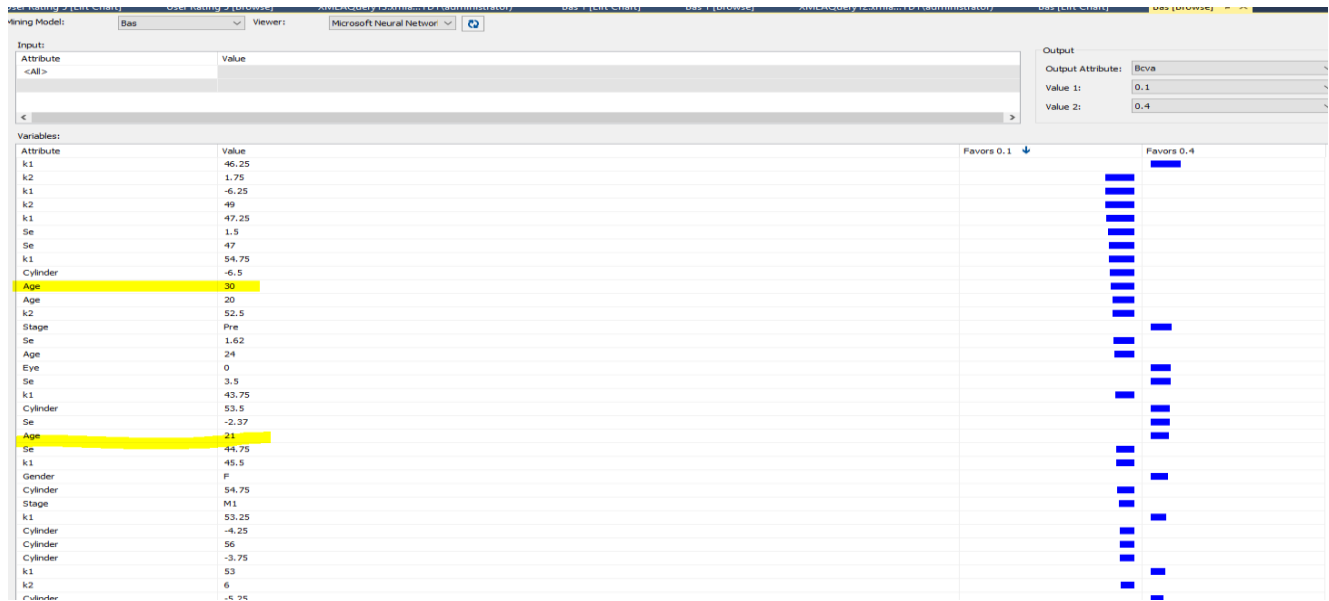 Mining Model: Bas Viewer: Microsoft Neural Networ
Input:
Attribute Value
<All>
Output
Output Attribute: Bcva
Value 1: 0.1
Value 2: 0.4
Variables:
Attribute Value Favors 0.1 Favors 0.4
k1 46.25
k2 1.75
k1 -6.25
k2 49
k1 47.25
Se 1.5
Se 47
k1 54.75
Cylinder -6.5
Age 30
Age 20
k2 52.5
Stage Pre
Se 1.62
Age 24
Eye 0
Se 3.5
k1 43.75
Cylinder 53.5
Se -2.37
Age 21
Se 44.75
k1 45.5
Gender F
Cylinder 54.75
Stage M1
k1 53.25
Cylinder -4.25
Cylinder 56
Cylinder -3.75
k1 53
k2 6
Cylinder -5.25